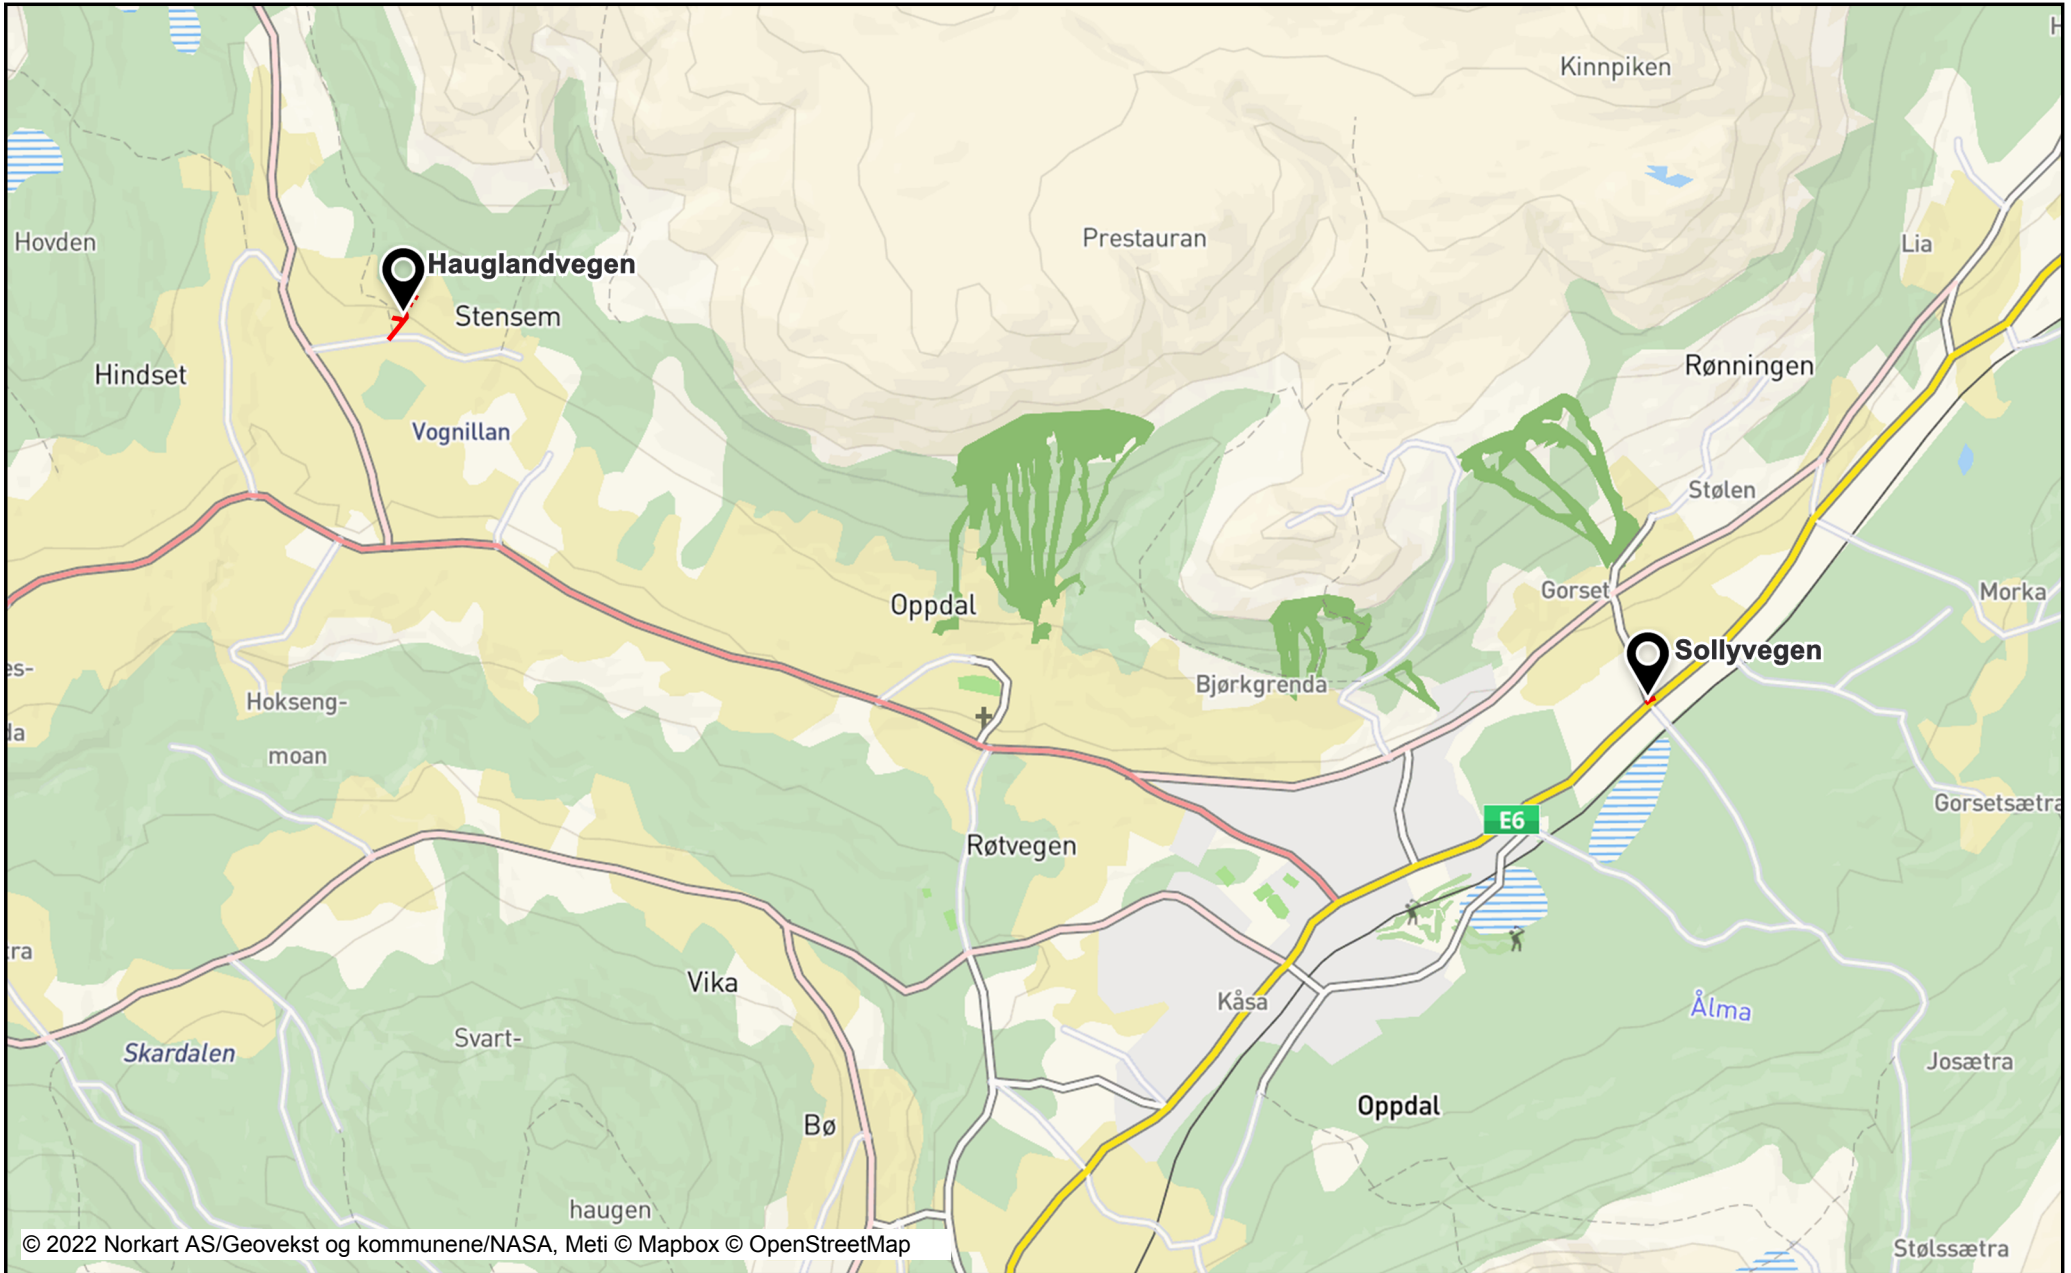 Kinnpiken
Hovden
Prestauran
Lia
Hauglandvegen
Stensem
Hindset
Rønningen
Vognillan
Stølen
Oppdal
Gorset
Morka
es-
Sollyvegen
Bjørkgrenda
Hokseng-
moan
da
Gorsetsætra
E6
Røtvegen
tra
Vika
Kåsa
Ålma
Skardalen
Svart-
Josætra
Oppdal
Bø
haugen
Stølssætra
© 2022 Norkart AS/Geovekst og kommunene/NASA, Meti © Mapbox © OpenStreetMap